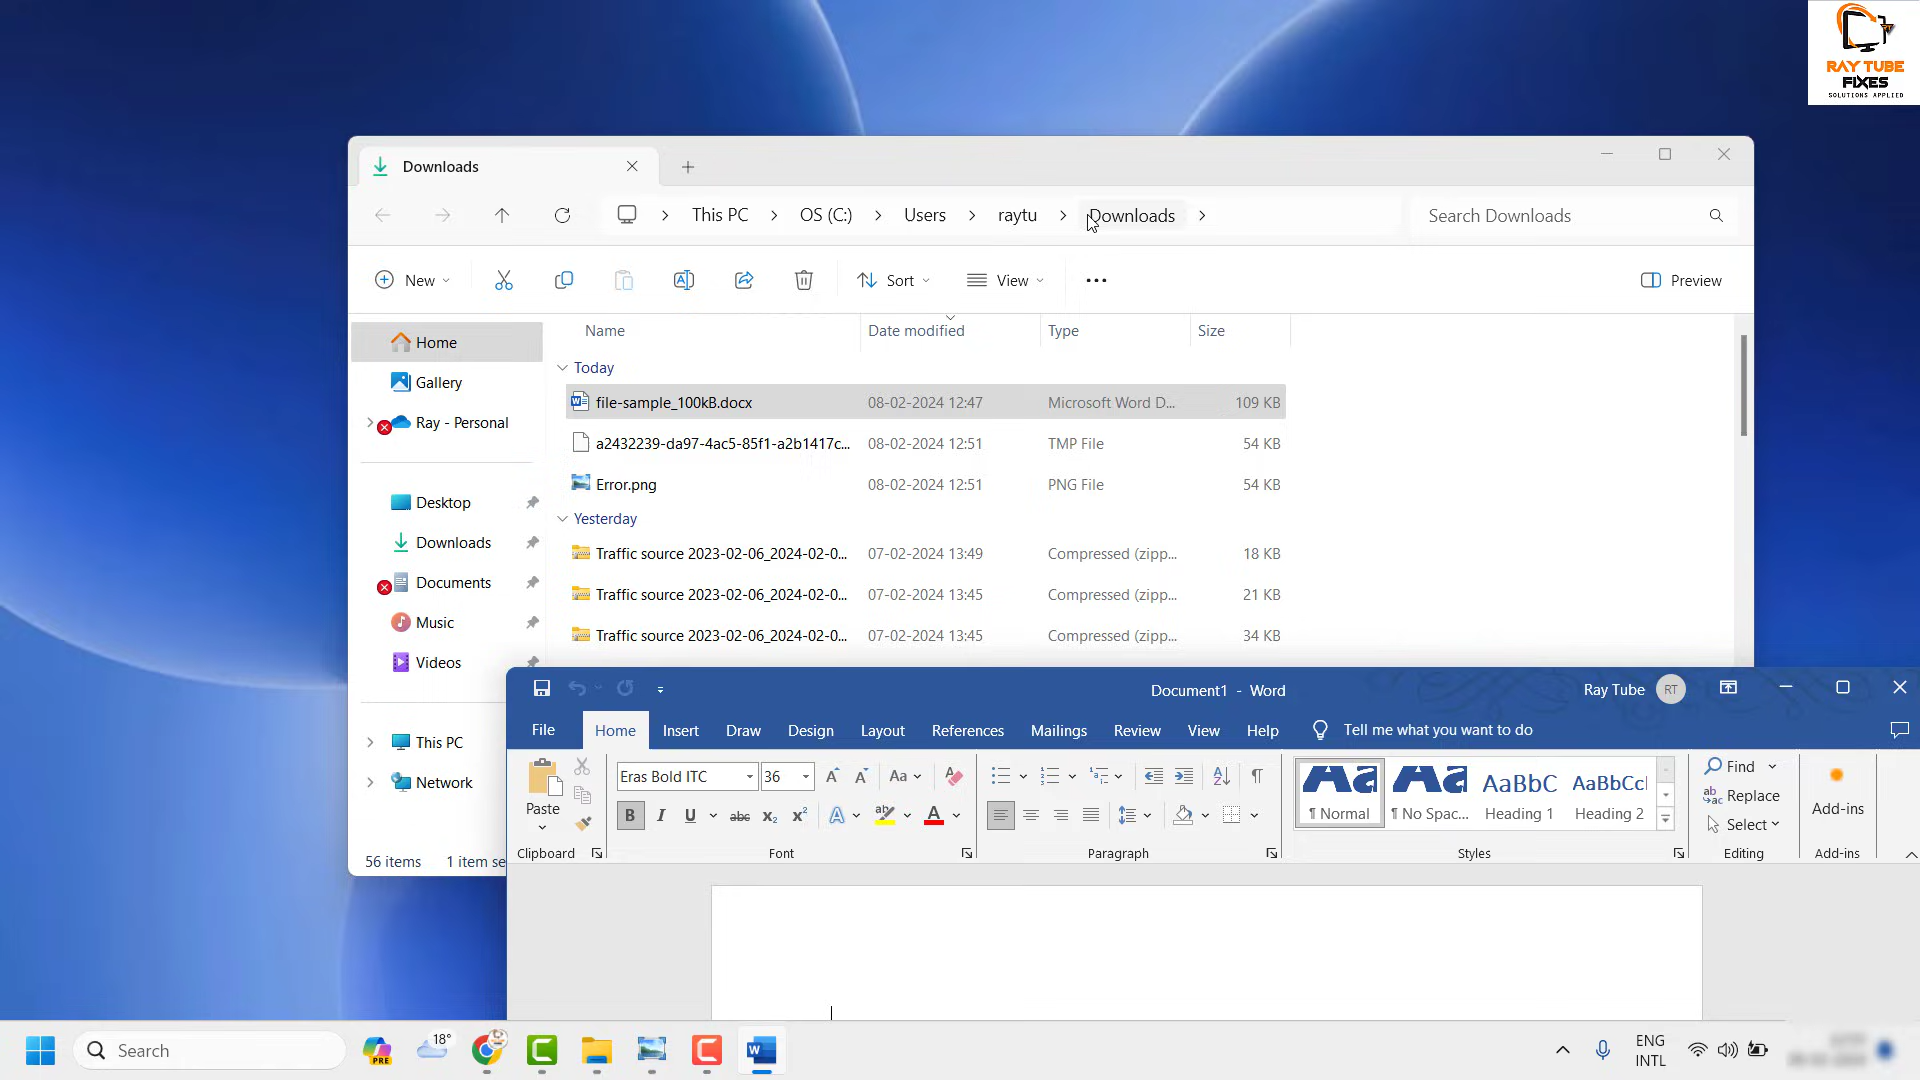 RAY TUBE
FIXES
SOLUTIONS APPLIED
Downloads
This PC > OS (C:) > Users > raytu > Downloads >
Search Downloads
New
Sort
View
Preview
Name Date modified Type Size
Home
Gallery
Ray - Personal
Desktop
Downloads
Documents
Music
Videos
This PC
Network
Today
file-sample_100kB.docx 08-02-2024 12:47 Microsoft Word D... 109 KB
a2432239-da97-4ac5-85f1-a2b1417c... 08-02-2024 12:51 TMP File 54 KB
Error.png 08-02-2024 12:51 PNG File 54 KB
Yesterday
Traffic source 2023-02-06_2024-02-0... 07-02-2024 13:49 Compressed (zipp... 18 KB
Traffic source 2023-02-06_2024-02-0... 07-02-2024 13:45 Compressed (zipp... 21 KB
Traffic source 2023-02-06_2024-02-0... 07-02-2024 13:45 Compressed (zipp... 34 KB
56 items 1 item se
Document1 - Word
Ray Tube RT
File Home Insert Draw Design Layout References Mailings Review View Help Tell me what you want to do
Paste
Clipboard
Eras Bold ITC 36 Aa
B I U abc x₂ x² A ab A
Font
Paragraph
¶ Normal
¶ No Spac...
AaBbC
Heading 1
AaBbCcl
Heading 2
Styles
Find
Replace
Select
Editing
Add-ins
Add-ins
Search
PRE
18°
ENG
INTL